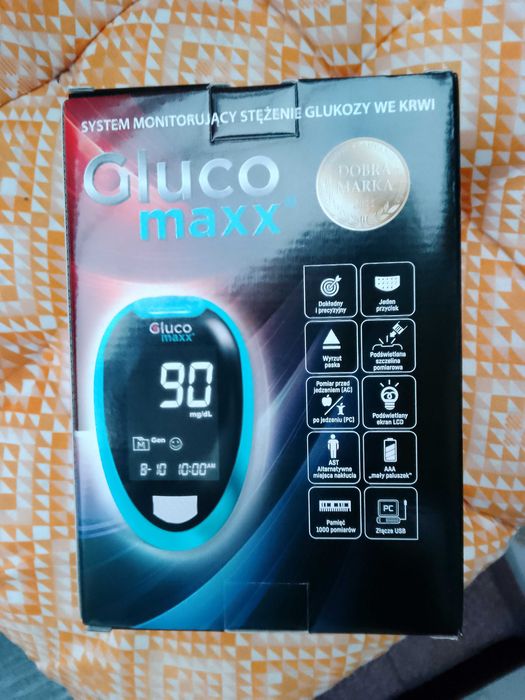 SYSTEM MONITORUJĄCY STĘŻENIE GLUKOZY WE KRWI
Gluco
maxx®
DOBRA
MARKA
Gluco
maxx®
90
mg/dL
M Gen
8-10 10:00 AM
Dokładny
i precyzyjny
Jeden
przycisk
Wyrzut
paska
Podświetlana
szczelina
pomiarowa
Pomiar przed
jedzeniem (AC)
po jedzeniu (PC)
Podświetlany
ekran LCD
AST
Alternatywne
miejsca nakłucia
AAA
„mały paluszek"
Pamięć
1000 pomiarów
PC
Złącze USB